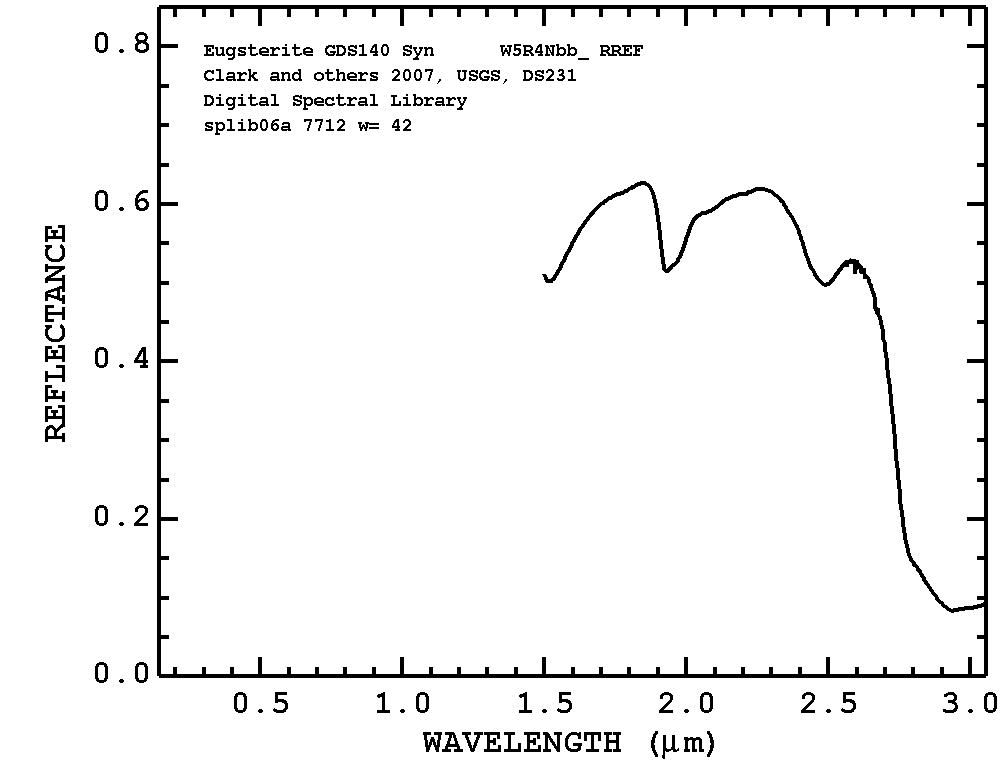 Eugsterite GDS140 Syn W5R4Nbb_ RREF
Clark and others 2007, USGS, DS231
Digital Spectral Library
splib06a 7712 w= 42
0.8
0.6
0.4
0.2
0.0
REFLECTANCE
0.5 1.0 1.5 2.0 2.5 3.0
WAVELENGTH (μm)